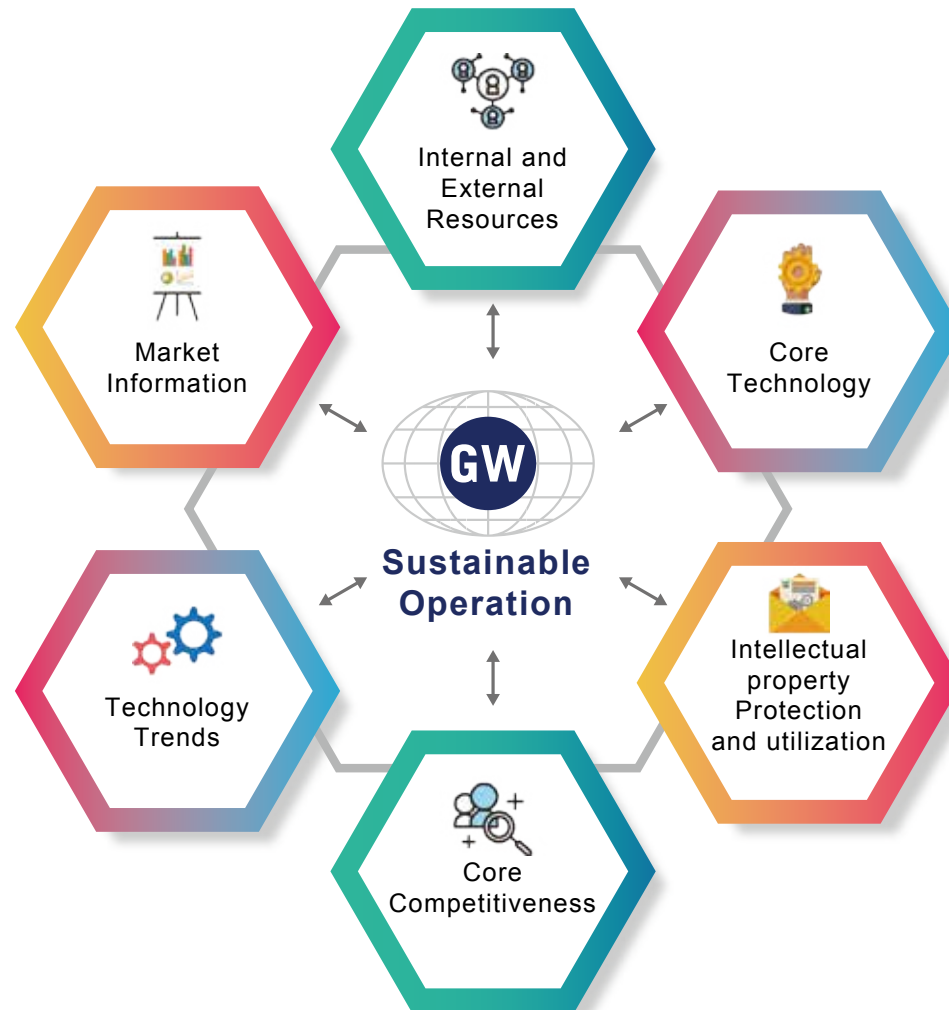 Internal and
External
Resources
Market
Information
Core
Technology
GW
Sustainable
Operation
Technology
Trends
Intellectual
property
Protection
and utilization
Core
Competitiveness